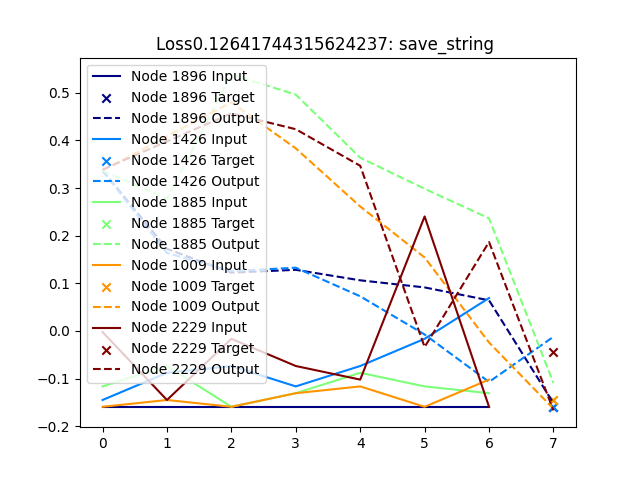 Loss0.12641744315624237: save_string
Node 1896 Input
Node 1896 Target
Node 1896 Output
Node 1426 Input
Node 1426 Target
Node 1426 Output
Node 1885 Input
Node 1885 Target
Node 1885 Output
Node 1009 Input
Node 1009 Target
Node 1009 Output
Node 2229 Input
Node 2229 Target
Node 2229 Output
0.5
0.4
0.3
0.2
0.1
0.0
−0.1
−0.2
0 1 2 3 4 5 6 7